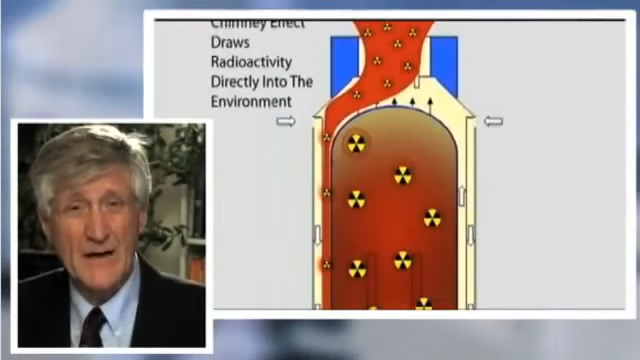 Chimney Effect
Draws
Radioactivity
Directly Into The
Environment